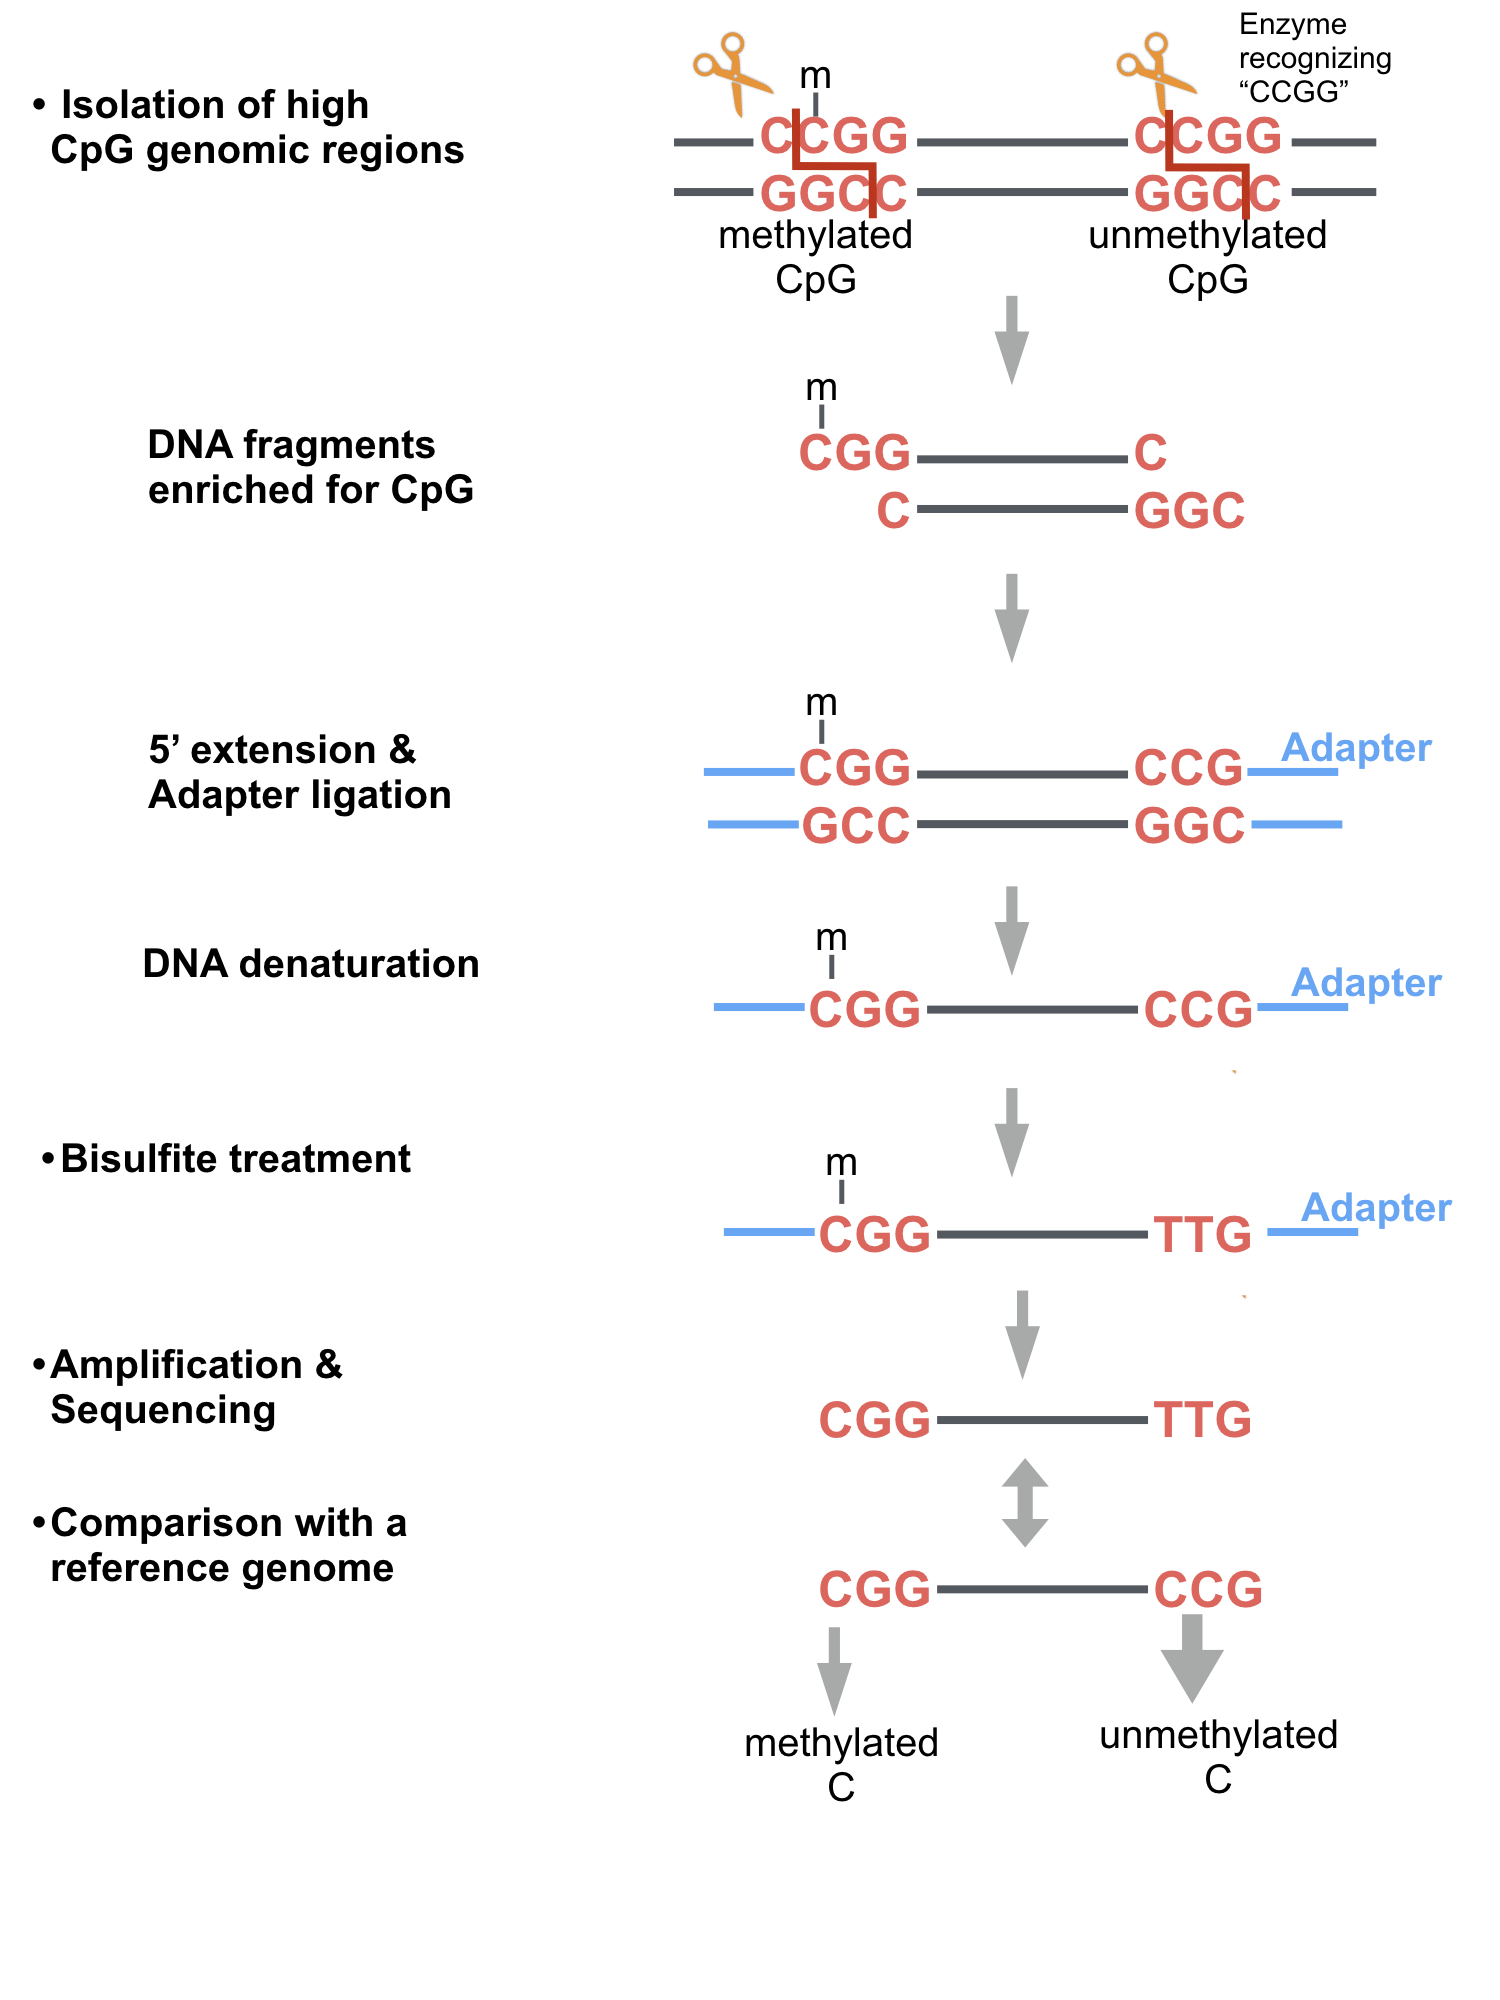 Enzyme
recognizing
“CCGG”
• Isolation of high
CpG genomic regions
m
CCGG CCGG
GGCC GGCC
methylated
CpG
unmethylated
CpG
DNA fragments
enriched for CpG
m
CGG C
C GGC
5’ extension &
Adapter ligation
m
Adapter
CGG CCG
GCC GGC
DNA denaturation
m
Adapter
CGG CCG
• Bisulfite treatment
m
Adapter
CGG TTG
• Amplification &
Sequencing
CGG TTG
• Comparison with a
reference genome
CGG CCG
methylated
C
unmethylated
C